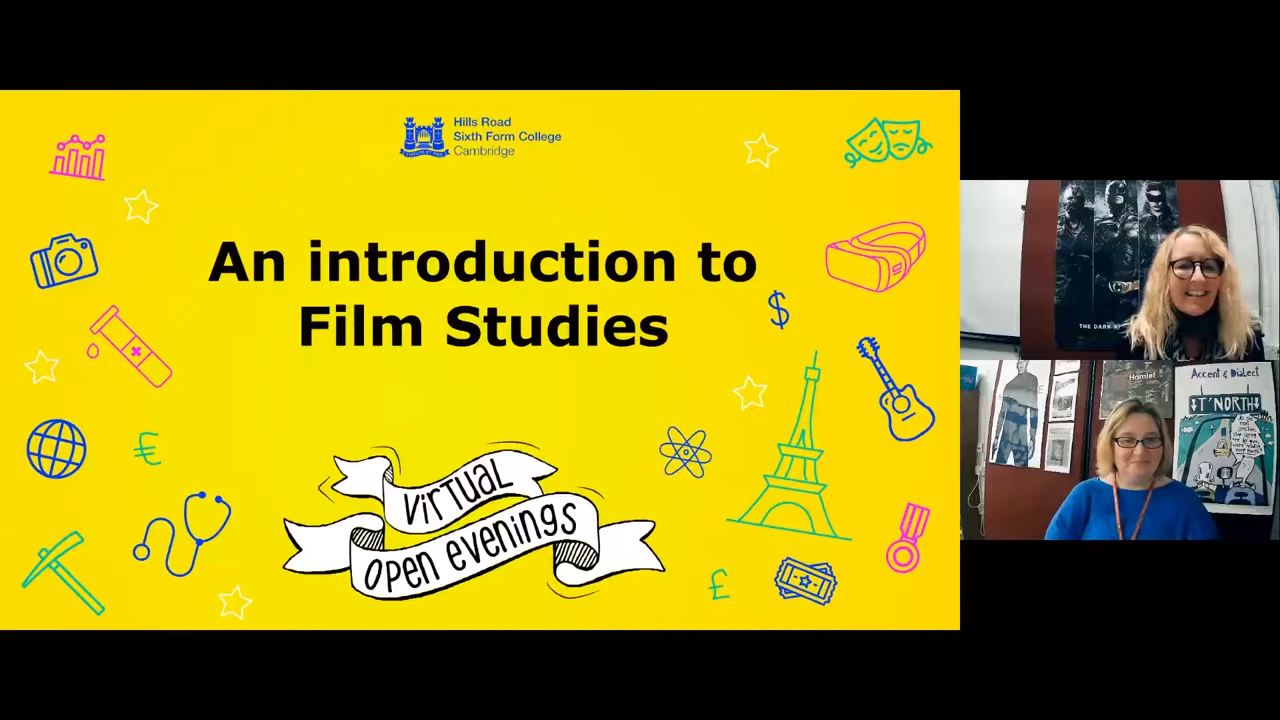 Hills Road
Sixth Form College
Cambridge
An introduction to
Film Studies
virtual
open evenings
$
€
£
THE DARK
Hamlet
Accent & Dialect
T'NORTH